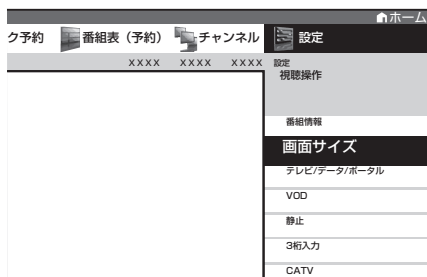 ホーム
ク予約 番組表（予約） チャンネル 設定
XXXX XXXX XXXX 設定
視聴操作
番組情報
画面サイズ
テレビ/データ/ポータル
VOD
静止
3桁入力
CATV